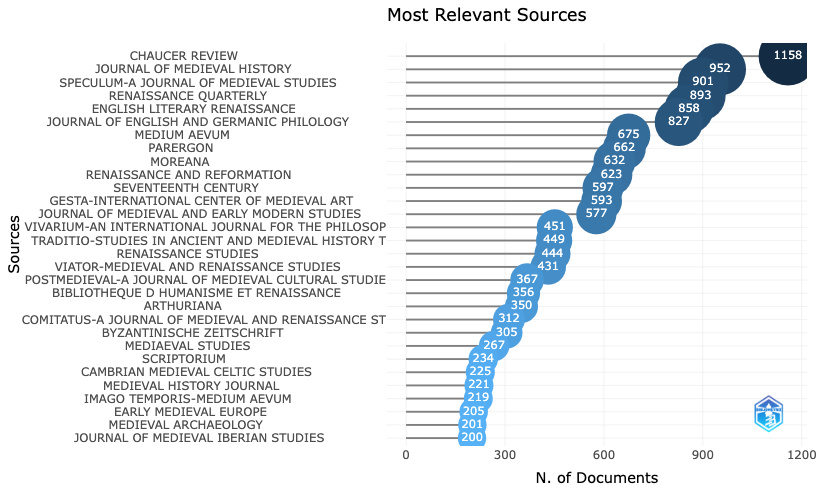 Most Relevant Sources
CHAUCER REVIEW 1158
JOURNAL OF MEDIEVAL HISTORY 952
SPECULUM-A JOURNAL OF MEDIEVAL STUDIES 901
RENAISSANCE QUARTERLY 893
ENGLISH LITERARY RENAISSANCE 858
JOURNAL OF ENGLISH AND GERMANIC PHILOLOGY 827
MEDIUM AEVUM 675
PARERGON 662
MOREANA 632
RENAISSANCE AND REFORMATION 623
SEVENTEENTH CENTURY 597
GESTA-INTERNATIONAL CENTER OF MEDIEVAL ART 593
JOURNAL OF MEDIEVAL AND EARLY MODERN STUDIES 577
VIVARIUM-AN INTERNATIONAL JOURNAL FOR THE PHILOSOP 451
TRADITIO-STUDIES IN ANCIENT AND MEDIEVAL HISTORY T 449
RENAISSANCE STUDIES 444
VIATOR-MEDIEVAL AND RENAISSANCE STUDIES 431
POSTMEDIEVAL-A JOURNAL OF MEDIEVAL CULTURAL STUDIE 367
BIBLIOTHEQUE D HUMANISME ET RENAISSANCE 356
ARTHURIANA 350
COMITATUS-A JOURNAL OF MEDIEVAL AND RENAISSANCE ST 312
BYZANTINISCHE ZEITSCHRIFT 305
MEDIAEVAL STUDIES 267
SCRIPTORIUM 234
CAMBRIAN MEDIEVAL CELTIC STUDIES 225
MEDIEVAL HISTORY JOURNAL 221
IMAGO TEMPORIS-MEDIUM AEVUM 219
EARLY MEDIEVAL EUROPE 205
MEDIEVAL ARCHAEOLOGY 201
JOURNAL OF MEDIEVAL IBERIAN STUDIES 200
Sources
0 300 600 900 1200
N. of Documents